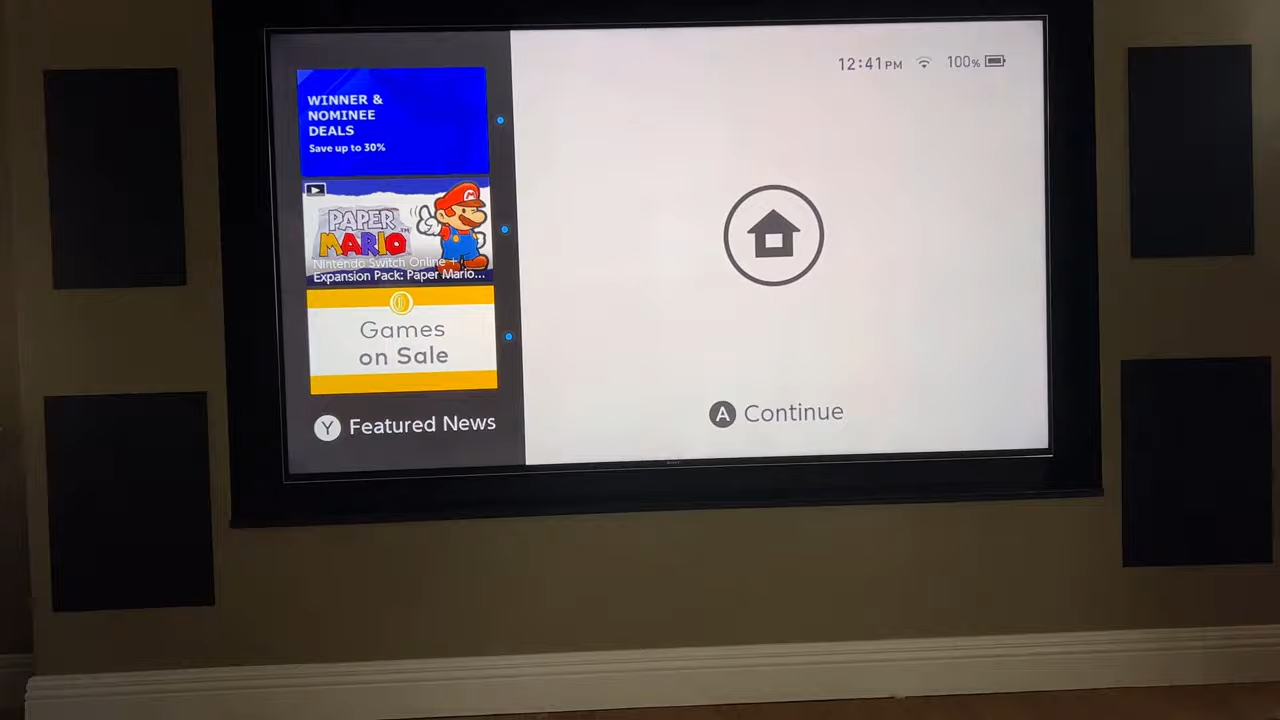 WINNER &
NOMINEE
DEALS
Save up to 30%
PAPER
MARIO
Nintendo Switch Online +
Expansion Pack: Paper Mario...
Games
on Sale
Y Featured News
12:41 PM 100%
A Continue
SONY